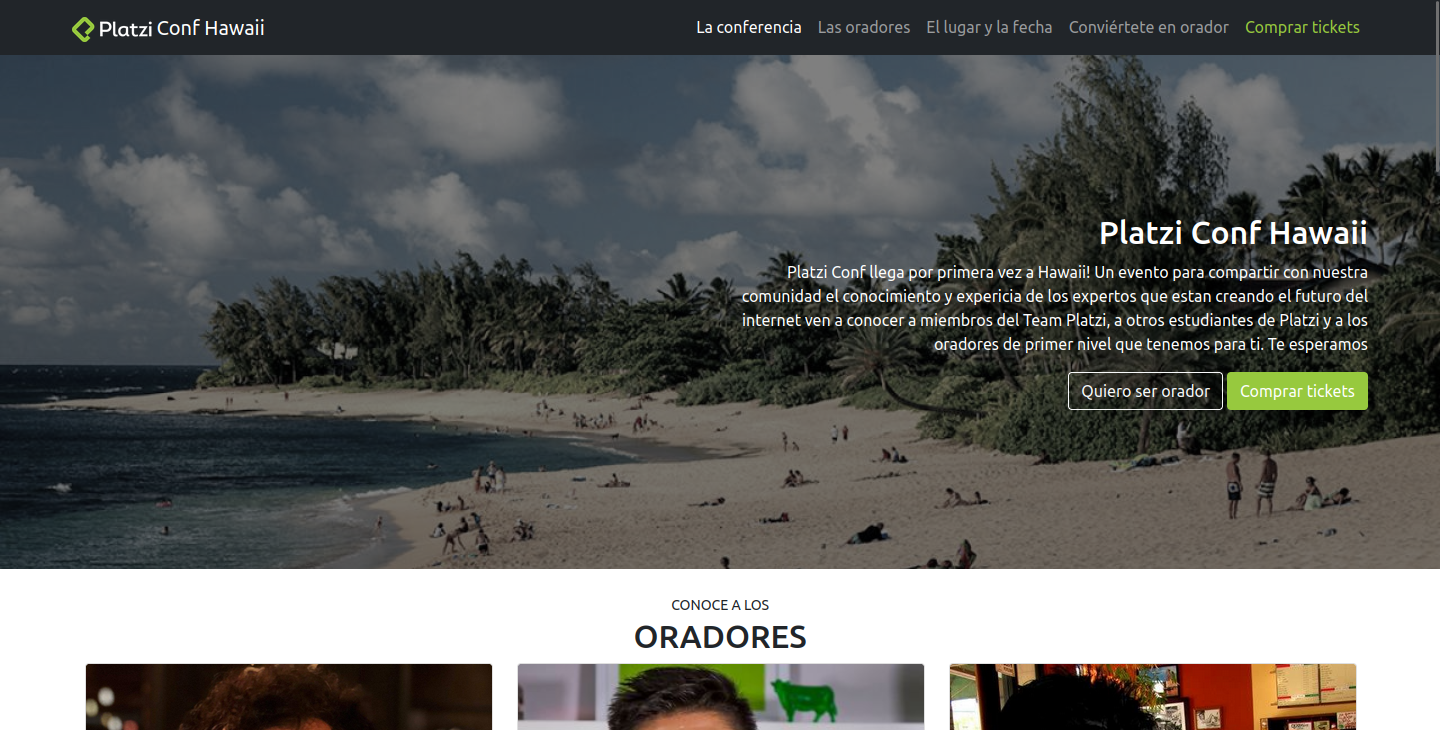 Platzi Conf Hawaii
La conferencia Las oradores El lugar y la fecha Conviértete en orador Comprar tickets
Platzi Conf Hawaii
Platzi Conf llega por primera vez a Hawaii! Un evento para compartir con nuestra
comunidad el conocimiento y expericia de los expertos que estan creando el futuro del
internet ven a conocer a miembros del Team Platzi, a otros estudiantes de Platzi y a los
oradores de primer nivel que tenemos para ti. Te esperamos
Quiero ser orador Comprar tickets
CONOCE A LOS
ORADORES